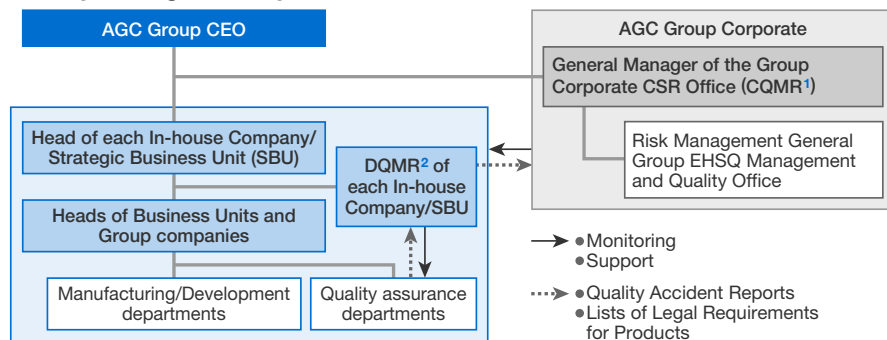 AGC Group CEO
AGC Group Corporate
General Manager of the Group
Corporate CSR Office (CQMR1)
Risk Management General
Group EHSQ Management
and Quality Office
Head of each In-house Company/
Strategic Business Unit (SBU)
DQMR2 of
each In-house
Company/SBU
Heads of Business Units and
Group companies
Manufacturing/Development
departments
Quality assurance
departments
●Monitoring
●Support
●Quality Accident Reports
●Lists of Legal Requirements
for Products